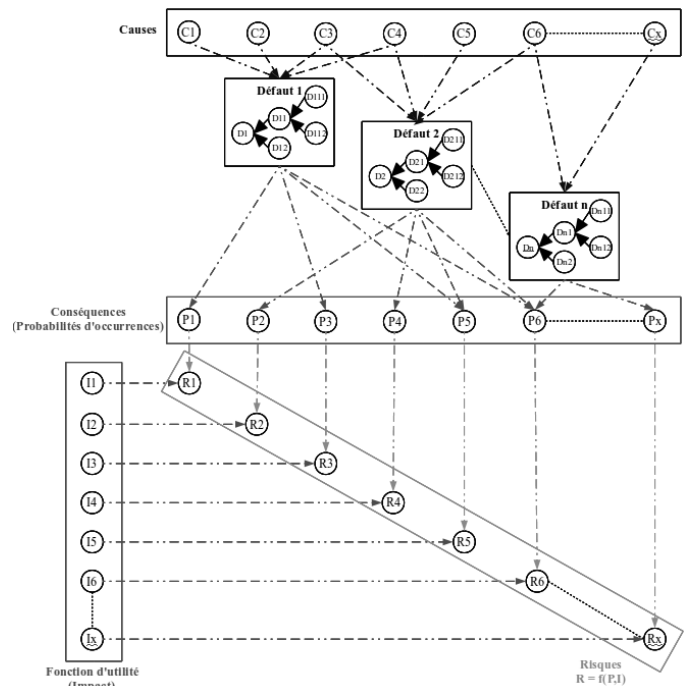 Causes C1 C2 C3 C4 C5 C6 Cx
Défaut 1
D111
D11
D1 D112
D12
Défaut 2
D211
D21
D2 D212
D22
Défaut n
Dn11
Dn1
Dn Dn12
Dn2
Conséquences
(Probabilités d'occurrences)
P1 P2 P3 P4 P5 P6 Px
I1 R1
I2 R2
I3 R3
I4 R4
I5 R5
I6 R6
Ix Rx
Fonction d'utilité
(Impact)
Risques
R = f(P,I)